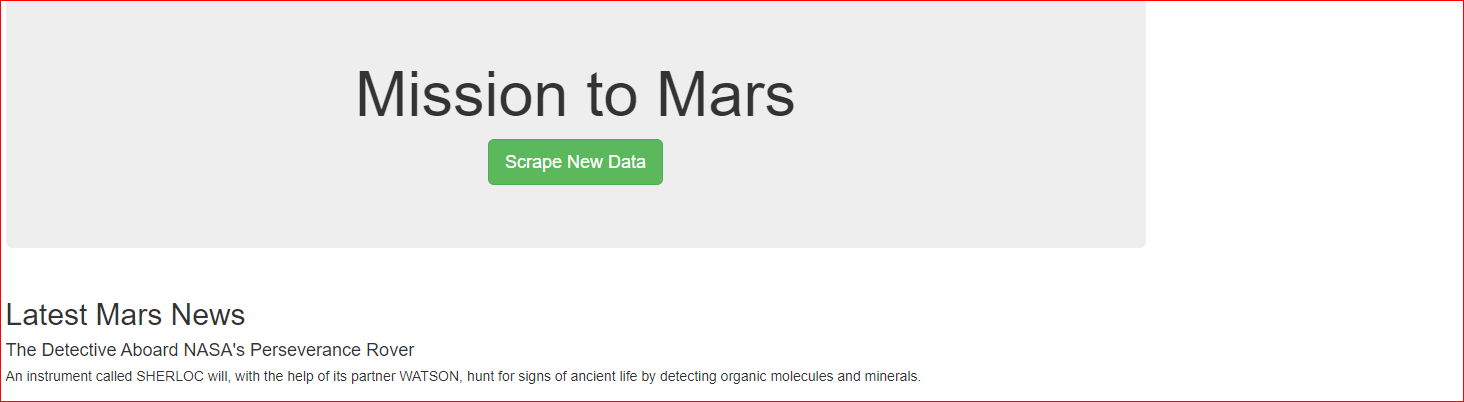 Mission to Mars
Scrape New Data
Latest Mars News
The Detective Aboard NASA's Perseverance Rover
An instrument called SHERLOC will, with the help of its partner WATSON, hunt for signs of ancient life by detecting organic molecules and minerals.